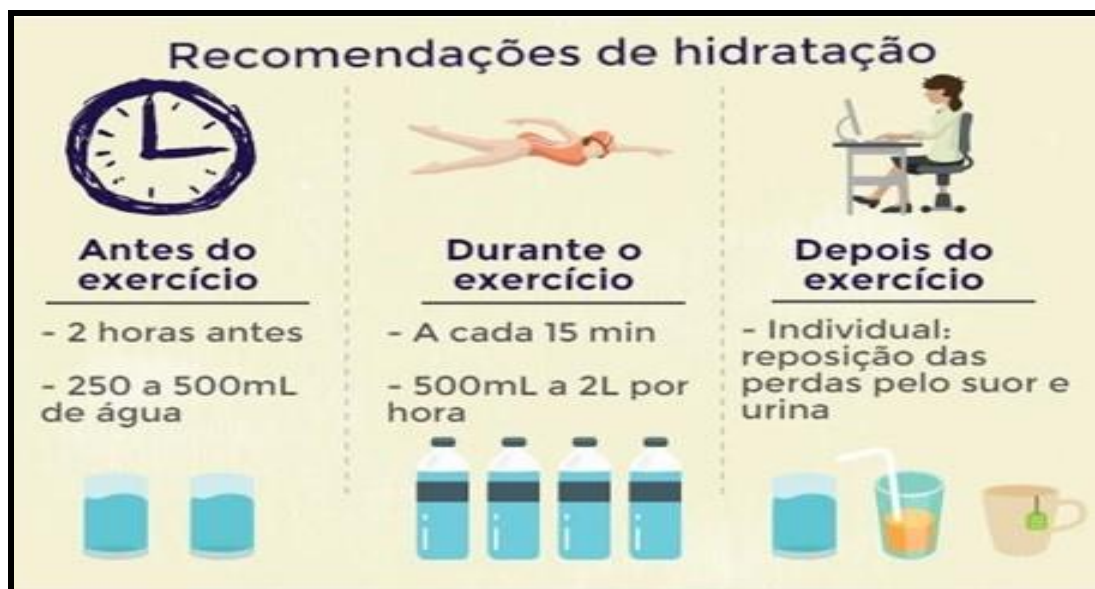 Recomendações de hidratação
Antes do
exercício
- 2 horas antes
- 250 a 500mL
de água
Durante o
exercício
- A cada 15 min
- 500mL a 2L por
hora
Depois do
exercício
- Individual:
reposição das
perdas pelo suor e
urina